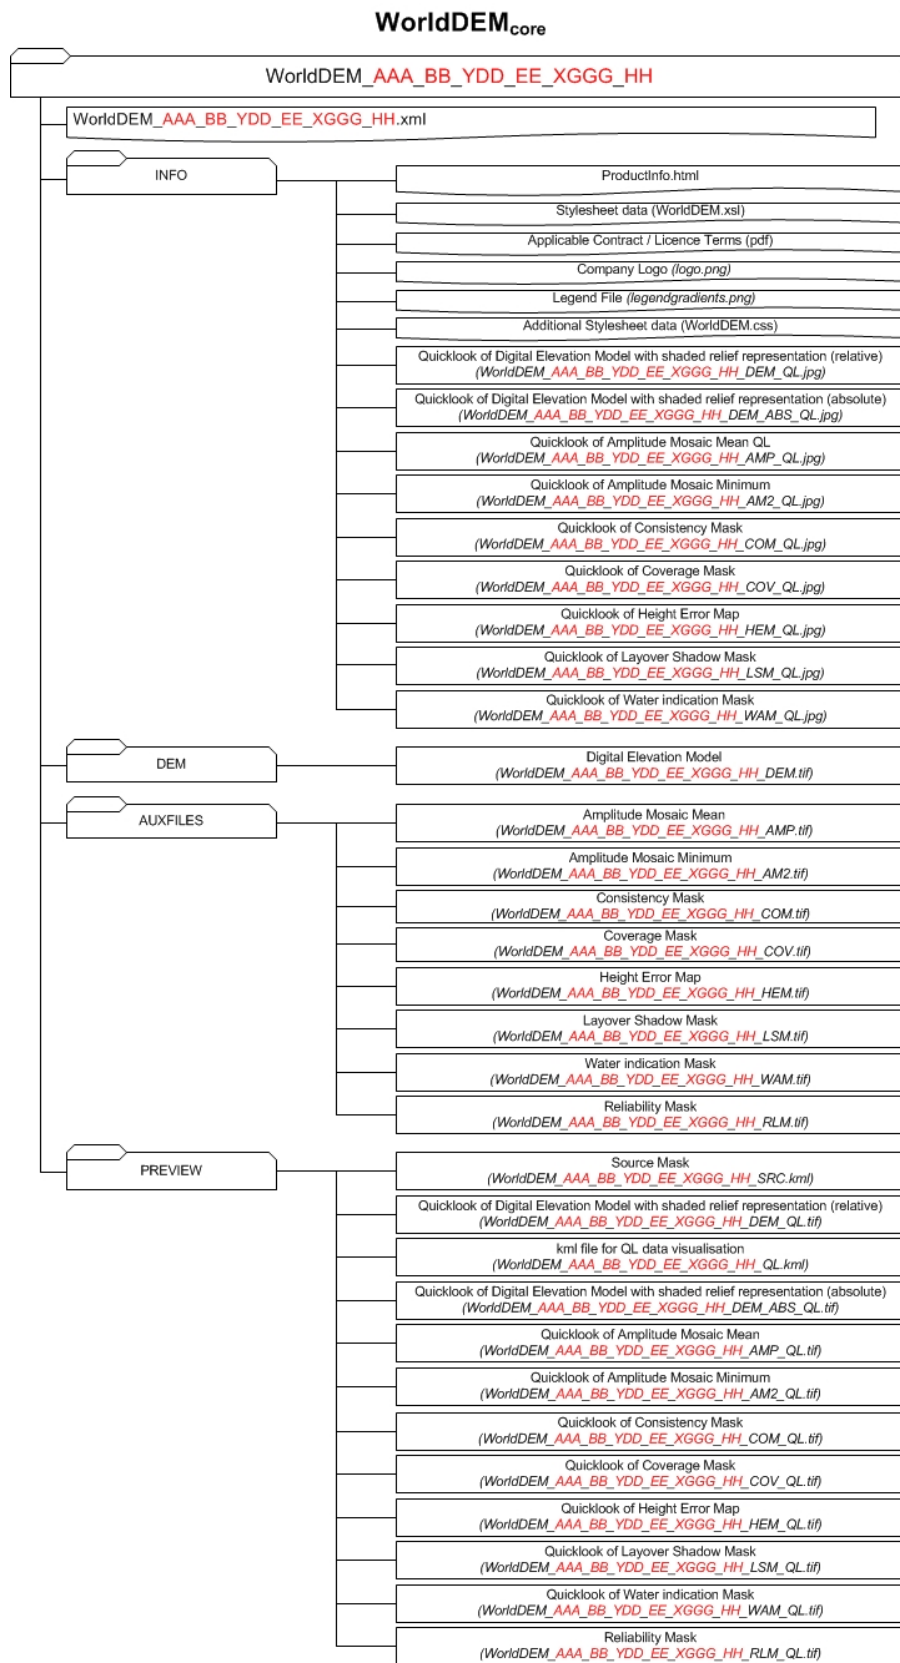 WorldDEMcore
WorldDEM_AAA_BB_YDD_EE_XGGG_HH
WorldDEM_AAA_BB_YDD_EE_XGGG_HH.xml
INFO
ProductInfo.html
Stylesheet data (WorldDEM.xsl)
Applicable Contract / Licence Terms (pdf)
Company Logo (logo.png)
Legend File (legendgradients.png)
Additional Stylesheet data (WorldDEM.css)
Quicklook of Digital Elevation Model with shaded relief representation (relative)
(WorldDEM_AAA_BB_YDD_EE_XGGG_HH_DEM_QL.jpg)
Quicklook of Digital Elevation Model with shaded relief representation (absolute)
(WorldDEM_AAA_BB_YDD_EE_XGGG_HH_DEM_ABS_QL.jpg)
Quicklook of Amplitude Mosaic Mean QL
(WorldDEM_AAA_BB_YDD_EE_XGGG_HH_AMP_QL.jpg)
Quicklook of Amplitude Mosaic Minimum
(WorldDEM_AAA_BB_YDD_EE_XGGG_HH_AM2_QL.jpg)
Quicklook of Consistency Mask
(WorldDEM_AAA_BB_YDD_EE_XGGG_HH_COM_QL.jpg)
Quicklook of Coverage Mask
(WorldDEM_AAA_BB_YDD_EE_XGGG_HH_COV_QL.jpg)
Quicklook of Height Error Map
(WorldDEM_AAA_BB_YDD_EE_XGGG_HH_HEM_QL.jpg)
Quicklook of Layover Shadow Mask
(WorldDEM_AAA_BB_YDD_EE_XGGG_HH_LSM_QL.jpg)
Quicklook of Water indication Mask
(WorldDEM_AAA_BB_YDD_EE_XGGG_HH_WAM_QL.jpg)
DEM
Digital Elevation Model
(WorldDEM_AAA_BB_YDD_EE_XGGG_HH_DEM.tif)
AUXFILES
Amplitude Mosaic Mean
(WorldDEM_AAA_BB_YDD_EE_XGGG_HH_AMP.tif)
Amplitude Mosaic Minimum
(WorldDEM_AAA_BB_YDD_EE_XGGG_HH_AM2.tif)
Consistency Mask
(WorldDEM_AAA_BB_YDD_EE_XGGG_HH_COM.tif)
Coverage Mask
(WorldDEM_AAA_BB_YDD_EE_XGGG_HH_COV.tif)
Height Error Map
(WorldDEM_AAA_BB_YDD_EE_XGGG_HH_HEM.tif)
Layover Shadow Mask
(WorldDEM_AAA_BB_YDD_EE_XGGG_HH_LSM.tif)
Water indication Mask
(WorldDEM_AAA_BB_YDD_EE_XGGG_HH_WAM.tif)
Reliability Mask
(WorldDEM_AAA_BB_YDD_EE_XGGG_HH_RLM.tif)
PREVIEW
Source Mask
(WorldDEM_AAA_BB_YDD_EE_XGGG_HH_SRC.kml)
Quicklook of Digital Elevation Model with shaded relief representation (relative)
(WorldDEM_AAA_BB_YDD_EE_XGGG_HH_DEM_QL.tif)
kml file for QL data visualisation
(WorldDEM_AAA_BB_YDD_EE_XGGG_HH_QL.kml)
Quicklook of Digital Elevation Model with shaded relief representation (absolute)
(WorldDEM_AAA_BB_YDD_EE_XGGG_HH_DEM_ABS_QL.tif)
Quicklook of Amplitude Mosaic Mean
(WorldDEM_AAA_BB_YDD_EE_XGGG_HH_AMP_QL.tif)
Quicklook of Amplitude Mosaic Minimum
(WorldDEM_AAA_BB_YDD_EE_XGGG_HH_AM2_QL.tif)
Quicklook of Consistency Mask
(WorldDEM_AAA_BB_YDD_EE_XGGG_HH_COM_QL.tif)
Quicklook of Coverage Mask
(WorldDEM_AAA_BB_YDD_EE_XGGG_HH_COV_QL.tif)
Quicklook of Height Error Map
(WorldDEM_AAA_BB_YDD_EE_XGGG_HH_HEM_QL.tif)
Quicklook of Layover Shadow Mask
(WorldDEM_AAA_BB_YDD_EE_XGGG_HH_LSM_QL.tif)
Quicklook of Water indication Mask
(WorldDEM_AAA_BB_YDD_EE_XGGG_HH_WAM_QL.tif)
Reliability Mask
(WorldDEM_AAA_BB_YDD_EE_XGGG_HH_RLM_QL.tif)